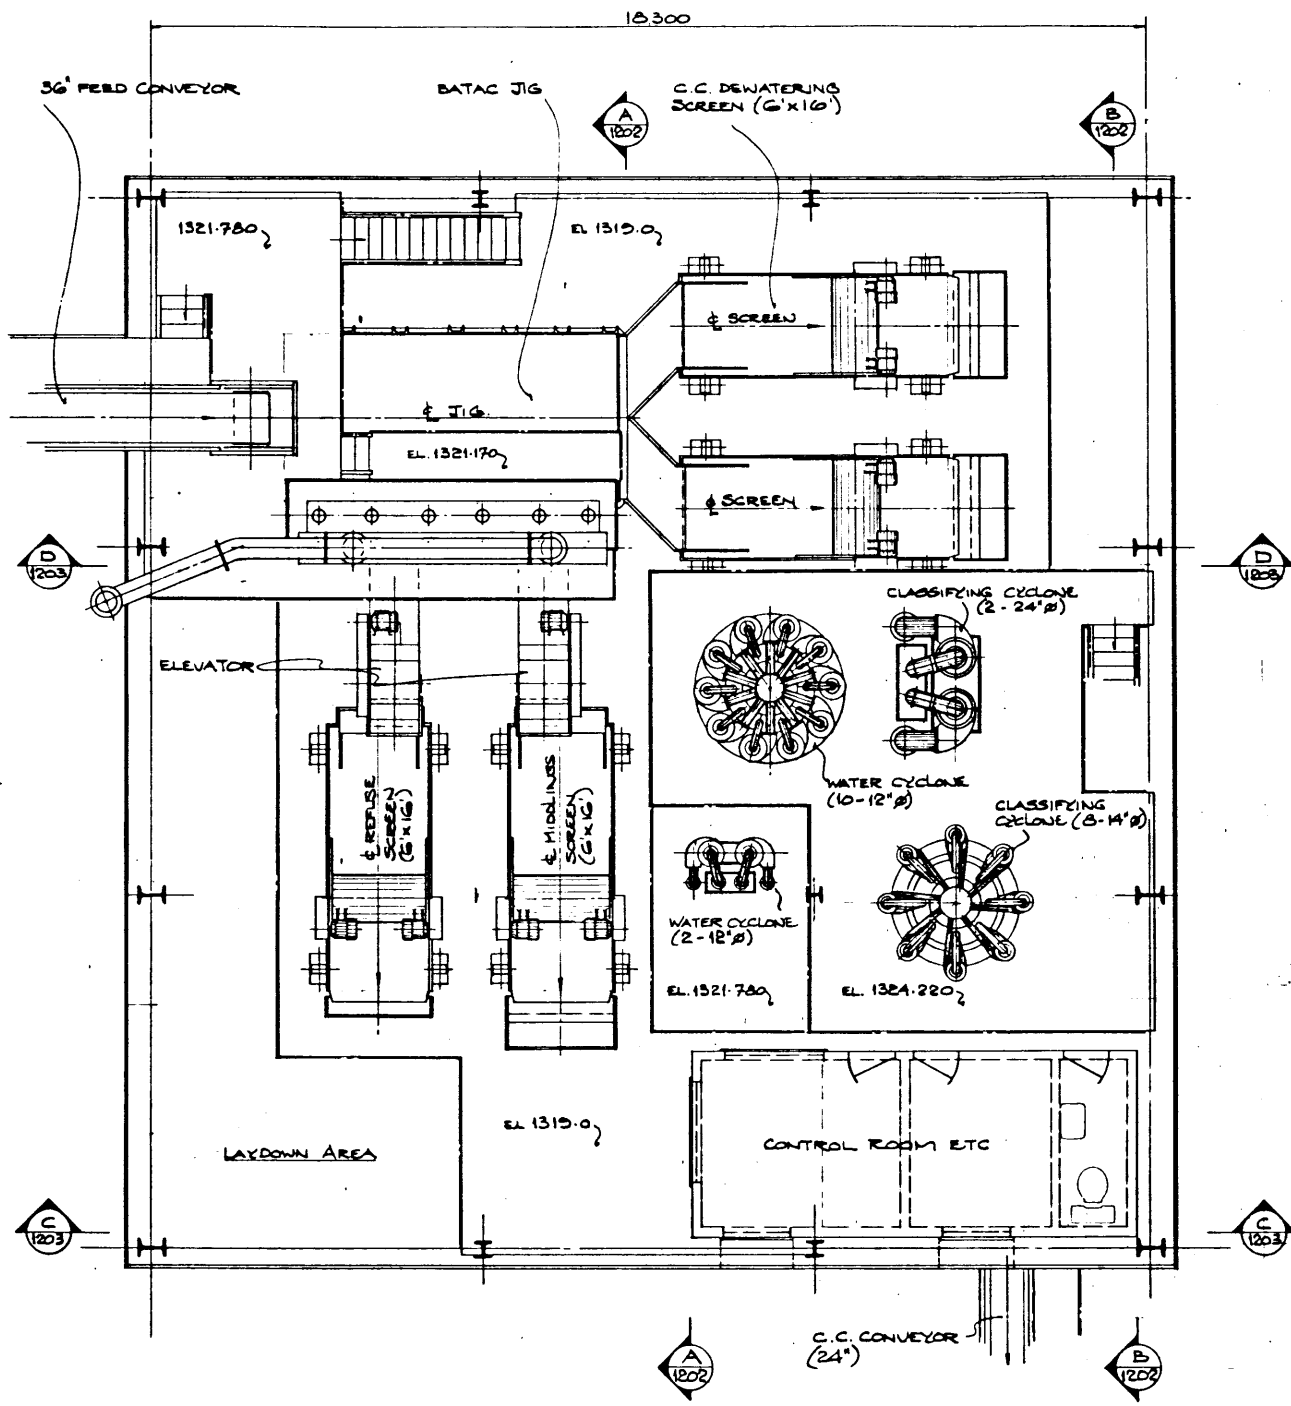 18,300
36" FEED CONVEYOR
BATAC JIG
C.C. DEWATERING
SCREEN (6'x16')
A
1202
B
1202
1321.780
EL 1319.0
℄ SCREEN
℄ JIG.
EL. 1321.170
℄ SCREEN
D
1203
D
1203
CLASSIFYING CYCLONE
(2-24"ø)
ELEVATOR
WATER CYCLONE
(10-12"ø)
℄ REFUSE
SCREEN
(6'x16')
℄ MIDDLINGS
SCREEN
(6'x16')
CLASSIFYING
CYCLONE (8-14"ø)
WATER CYCLONE
(2-12"ø)
EL. 1321.780
EL. 1324.220
EL 1319.0
LAYDOWN AREA
CONTROL ROOM ETC
C
1203
C
1203
C.C. CONVEYOR
(24")
A
1202
B
1202